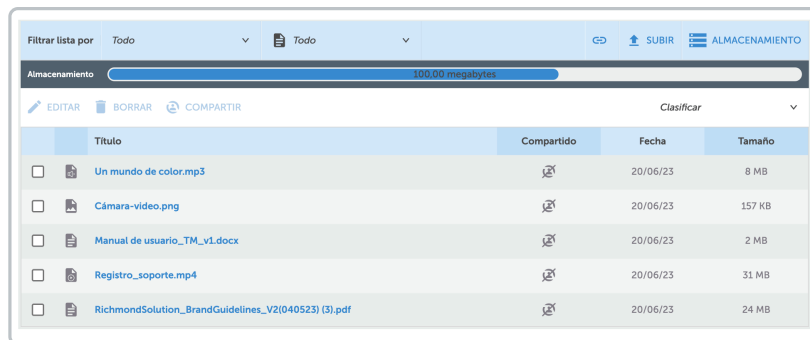 Filtrar lista por Todo Todo SUBIR ALMACENAMIENTO
Almacenamiento 100,00 megabytes
EDITAR BORRAR COMPARTIR Clasificar
Título Compartido Fecha Tamaño
Un mundo de color.mp3 20/06/23 8 MB
Cámara-video.png 20/06/23 157 KB
Manual de usuario_TM_v1.docx 20/06/23 2 MB
Registro_soporte.mp4 20/06/23 31 MB
RichmondSolution_BrandGuidelines_V2(040523) (3).pdf 20/06/23 24 MB